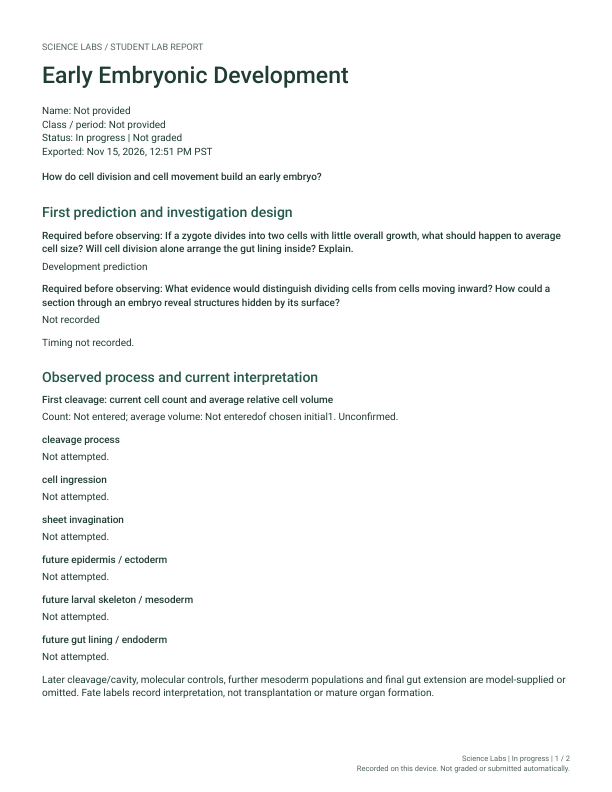 SCIENCE LABS / STUDENT LAB REPORT
Early Embryonic Development
Name: Not provided
Class / period: Not provided
Status: In progress | Not graded
Exported: Nov 15, 2026, 12:51 PM PST
How do cell division and cell movement build an early embryo?
First prediction and investigation design
Required before observing: If a zygote divides into two cells with little overall growth, what should happen to average
cell size? Will cell division alone arrange the gut lining inside? Explain.
Development prediction
Required before observing: What evidence would distinguish dividing cells from cells moving inward? How could a
section through an embryo reveal structures hidden by its surface?
Not recorded
Timing not recorded.
Observed process and current interpretation
First cleavage: current cell count and average relative cell volume
Count: Not entered; average volume: Not enteredof chosen initial1. Unconfirmed.
cleavage process
Not attempted.
cell ingression
Not attempted.
sheet invagination
Not attempted.
future epidermis / ectoderm
Not attempted.
future larval skeleton / mesoderm
Not attempted.
future gut lining / endoderm
Not attempted.
Later cleavage/cavity, molecular controls, further mesoderm populations and final gut extension are model-supplied or
omitted. Fate labels record interpretation, not transplantation or mature organ formation.
Science Labs | In progress | 1 / 2
Recorded on this device. Not graded or submitted automatically.